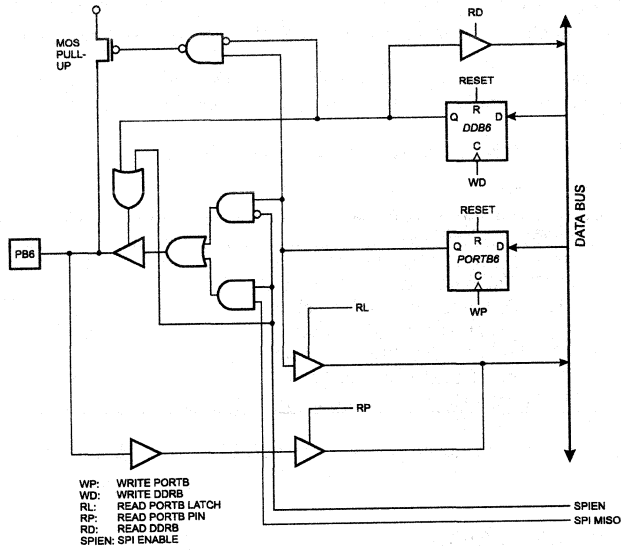 RD
MOS
PULL-
UP
RESET
R
Q
DDB6
D
C
WD
DATA BUS
RESET
R
Q
PORTB6
D
C
WP
PB6
RL
RP
WP: WRITE PORTB
WD: WRITE DDRB
RL: READ PORTB LATCH
RP: READ PORTB PIN
RD: READ DDRB
SPIEN: SPI ENABLE
SPIEN
SPI MISO